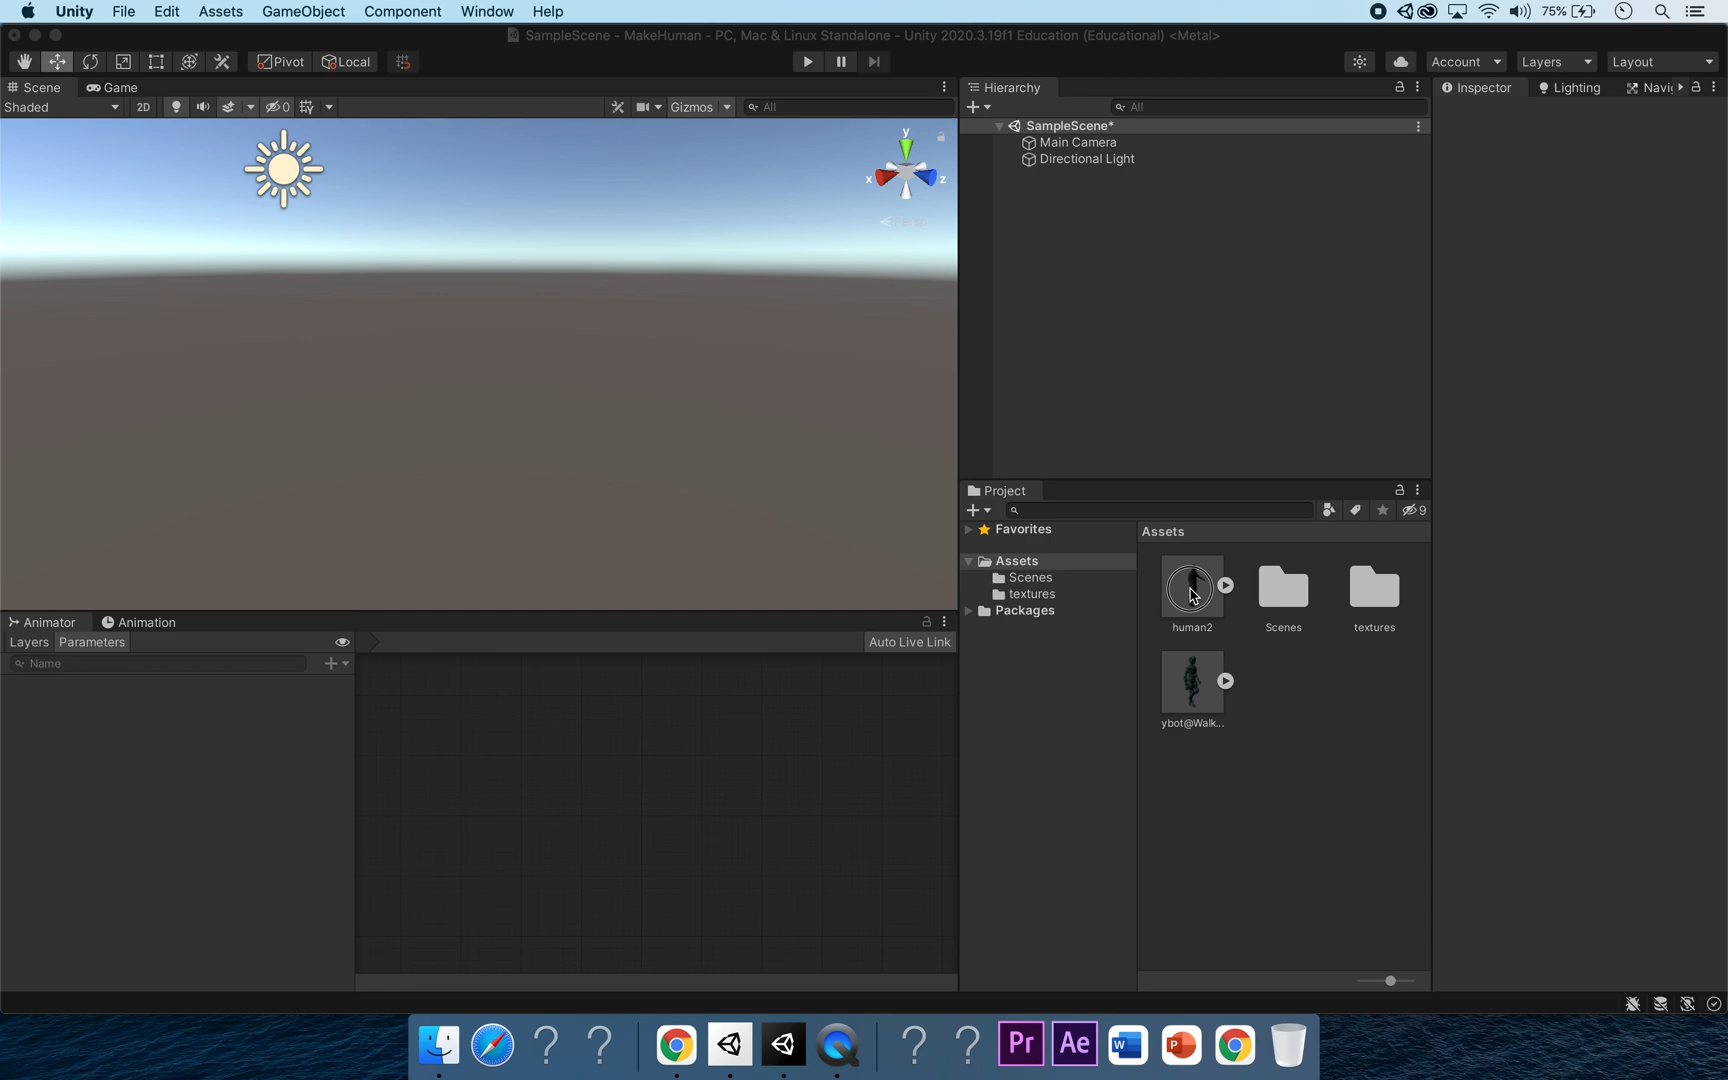 Unity File Edit Assets GameObject Component Window Help 75%
SampleScene - MakeHuman - PC, Mac & Linux Standalone - Unity 2020.3.19f1 Education (Educational) <Metal>
Pivot Local Account Layers Layout
Scene Game
Shaded 2D 0 Gizmos All
y
x z
Persp
Hierarchy
All
SampleScene*
Main Camera
Directional Light
Inspector Lighting Navi
Project
9
Favorites
Assets
Scenes
textures
Packages
Assets
human2 Scenes textures
ybot@Walk...
Animator Animation
Layers Parameters Auto Live Link
Name
Pr Ae W P